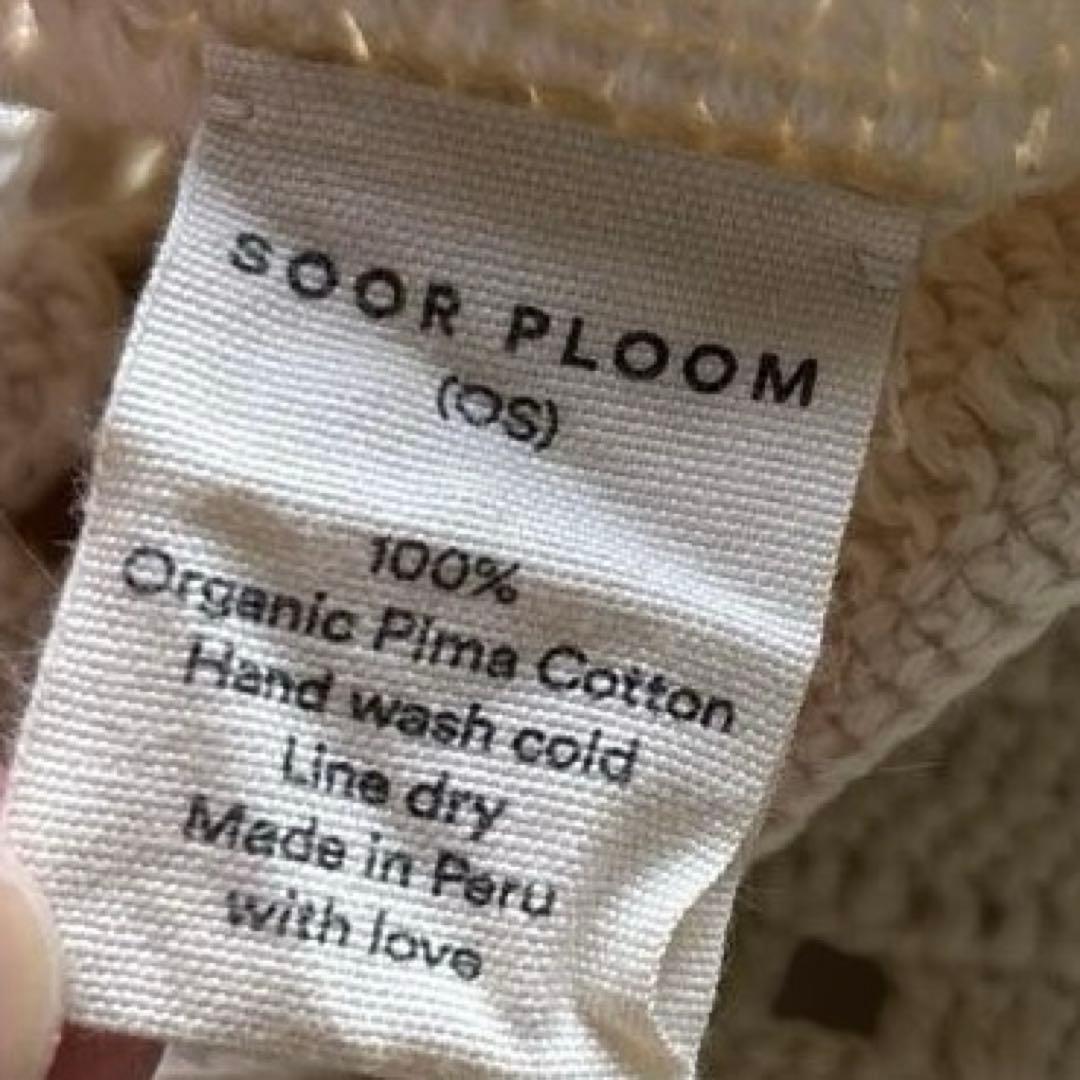 SOOR PLOOM
(OS)
100%
Organic Pima Cotton
Hand wash cold
Line dry
Made in Peru
with love